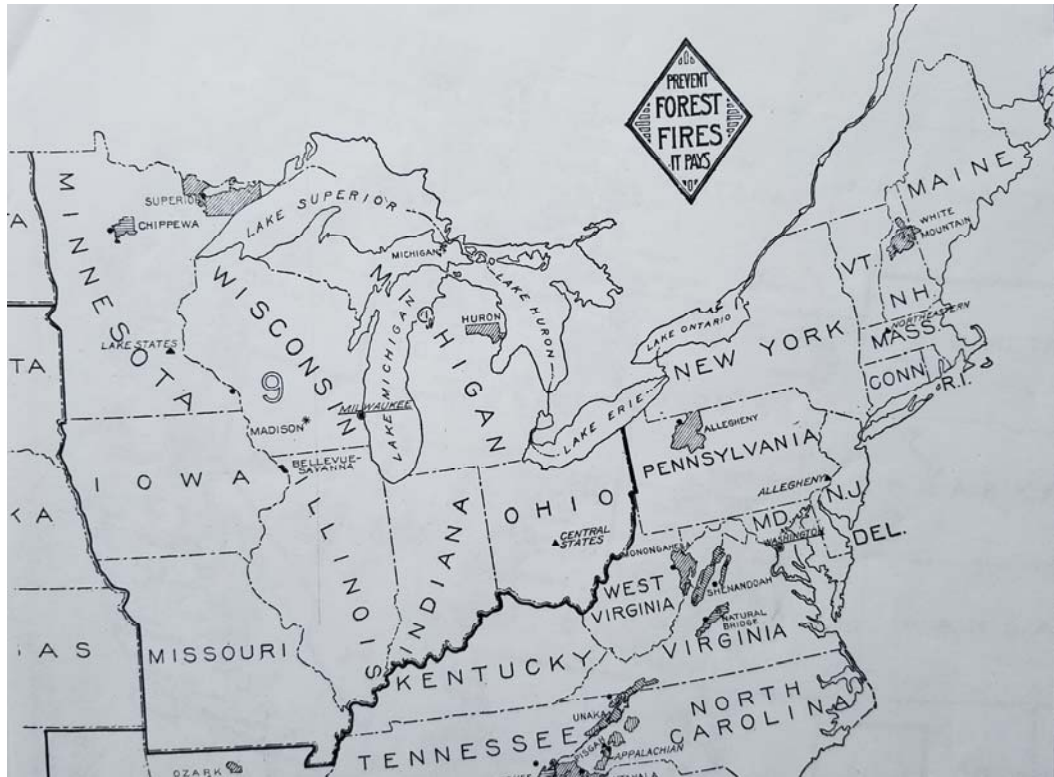 PREVENT
FOREST
FIRES
IT PAYS
MAINE
WHITE
MOUNTAIN
VT
NH
NORTHEASTERN
MASS.
CONN
R.I.
NEW YORK
LAKE ONTARIO
LAKE ERIE
LAKE HURON
LAKE SUPERIOR
LAKE MICHIGAN
MICHIGAN
MICHIGAN
HURON
MINNESOTA
SUPERIOR
CHIPPEWA
LAKE STATES
WISCONSIN
9
MADISON
MILWAUKEE
BELLEVUE-
SAVANNA
IOWA
ILLINOIS
INDIANA
OHIO
CENTRAL
STATES
PENNSYLVANIA
ALLEGHENY
ALLEGHENY
N.J.
MD.
DEL.
WASHINGTON
MONONGAHELA
WEST
VIRGINIA
SHENANDOAH
NATURAL
BRIDGE
VIRGINIA
KENTUCKY
MISSOURI
TENNESSEE
UNAKA
PISGAH
APPALACHIAN
NORTH
CAROLINA
OZARK
TA
KA
AS